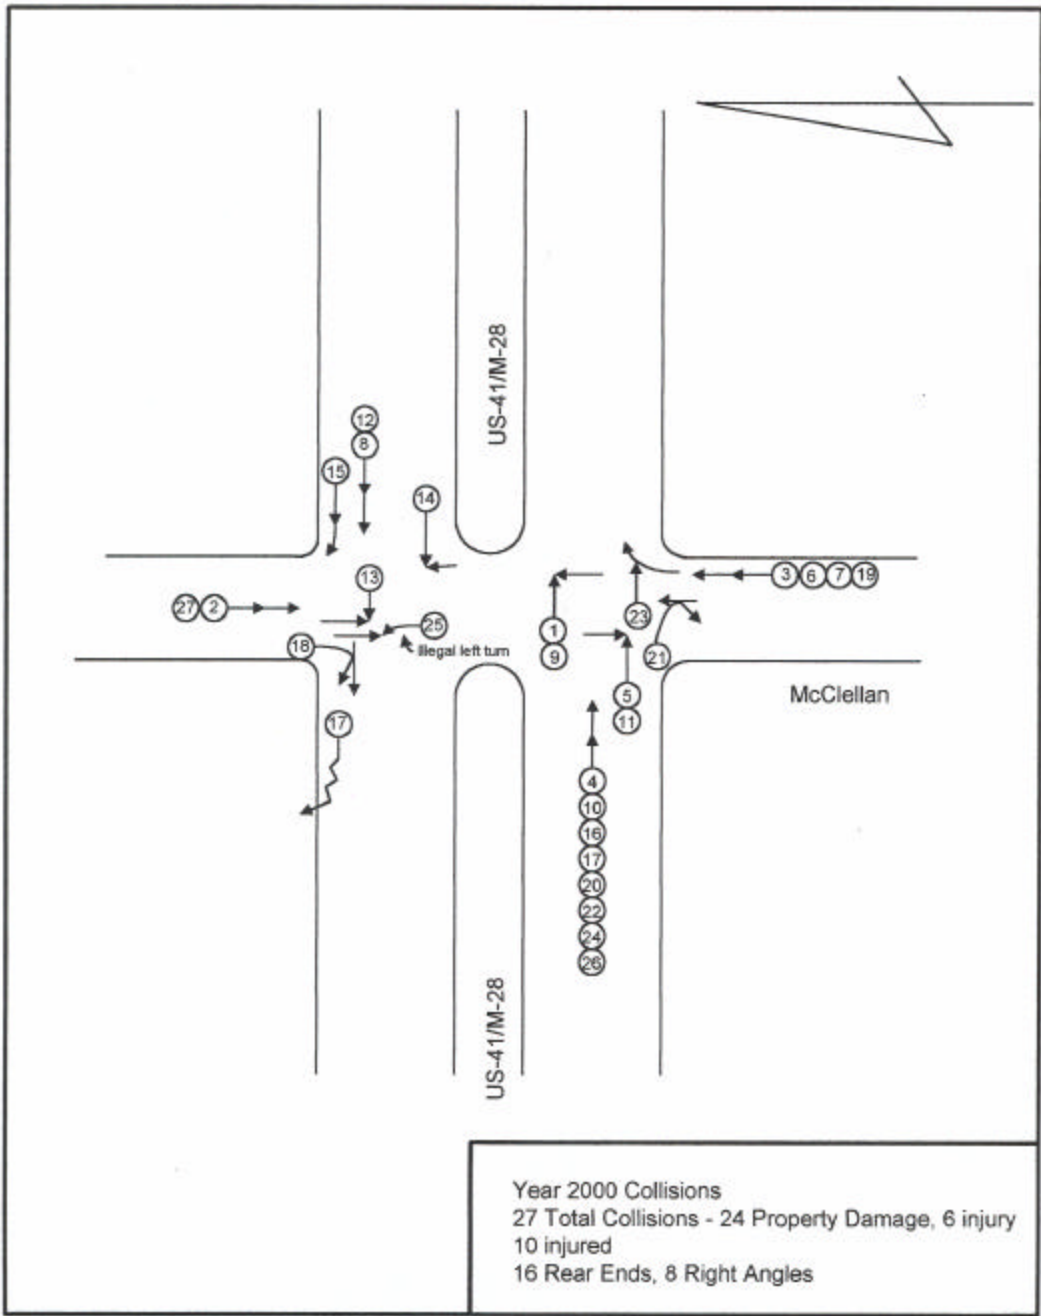 US-41/M-28
12
8
15
14
13
3 6 7 19
27 2
25
1
23
Illegal left turn
18
9
21
5
McClellan
11
17
4
10
16
17
20
22
24
26
US-41/M-28
Year 2000 Collisions
27 Total Collisions - 24 Property Damage, 6 injury
10 injured
16 Rear Ends, 8 Right Angles